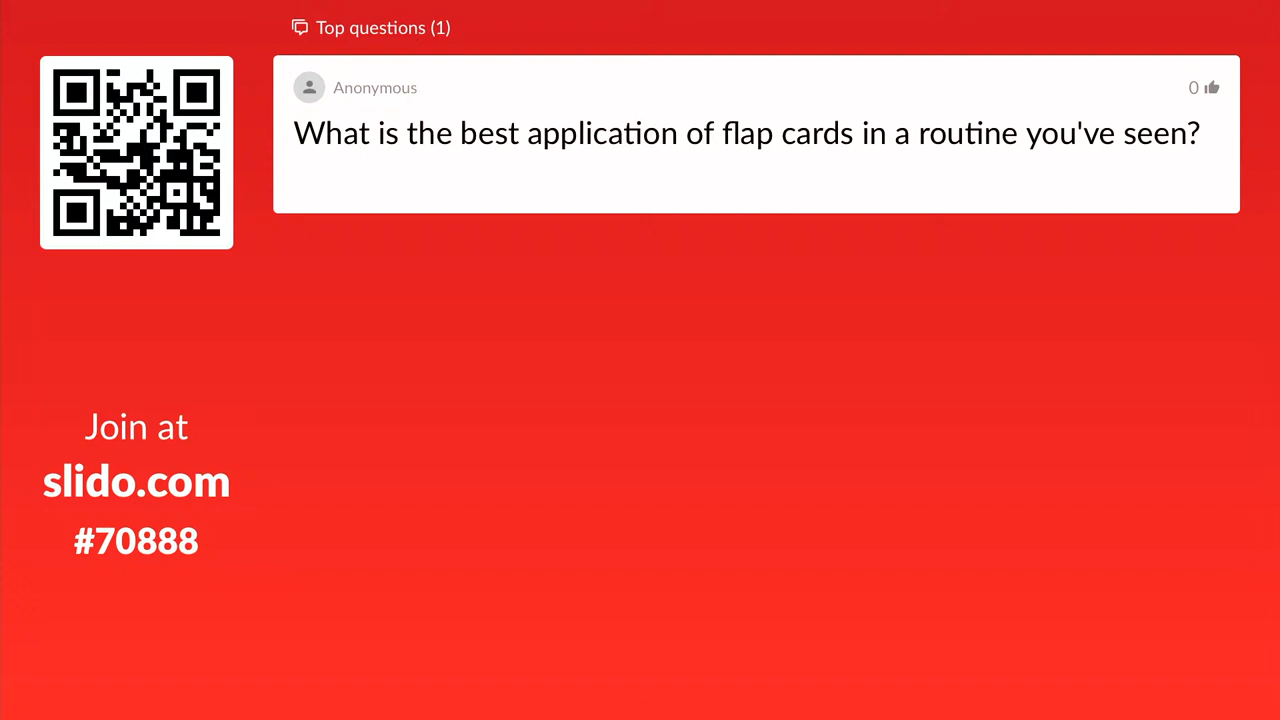 Top questions (1)
Anonymous
0
What is the best application of flap cards in a routine you've seen?
Join at
slido.com
#70888